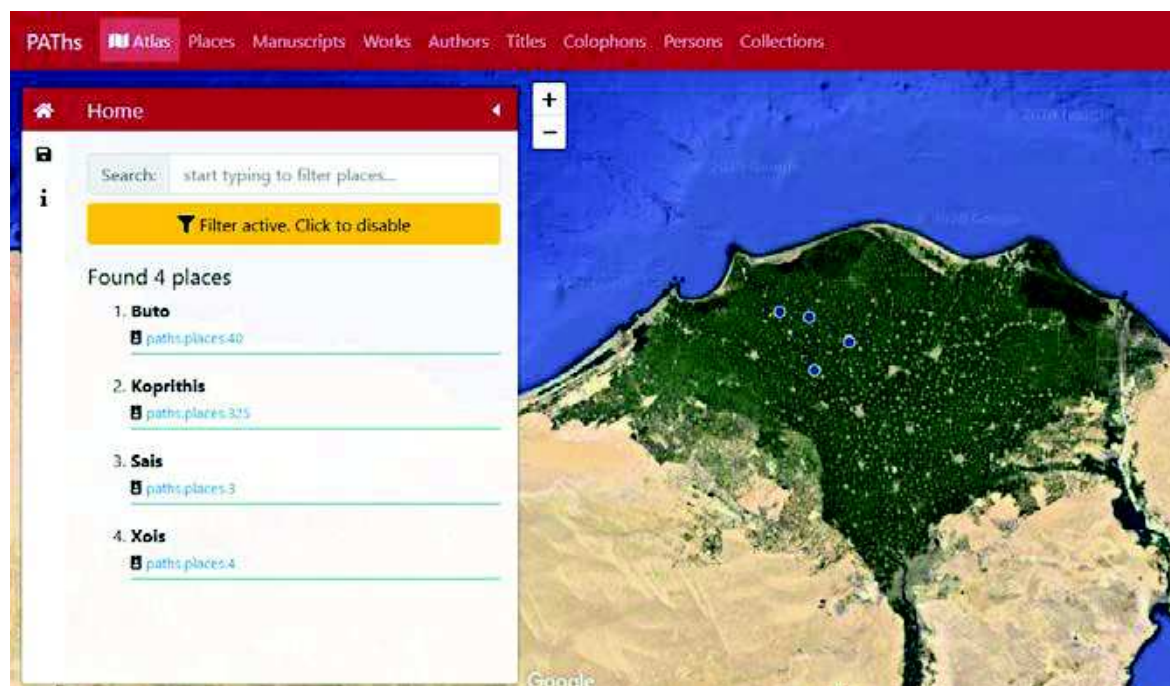 PAThs Atlas Places Manuscripts Works Authors Titles Colophons Persons Collections
Home
+
−
Search: start typing to filter places...
i
Filter active. Click to disable
Found 4 places
1. Buto
paths.places.40
2. Koprithis
paths.places.325
3. Sais
paths.places.3
4. Xois
paths.places.4
Google